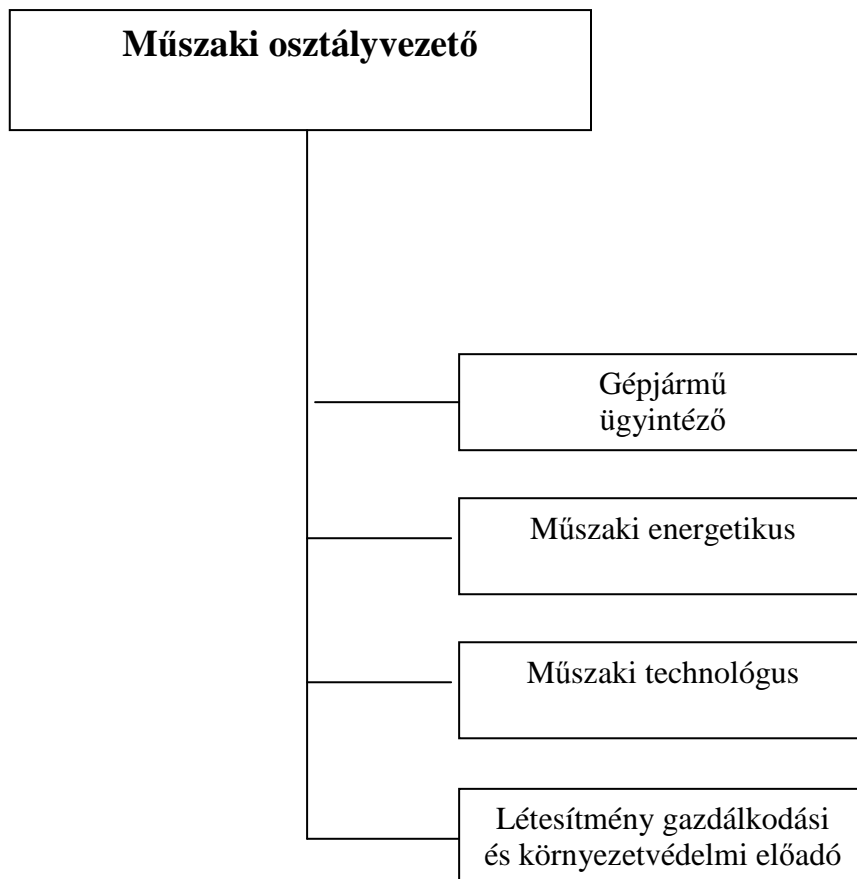 Műszaki osztályvezető
Gépjármű
ügyintéző
Műszaki energetikus
Műszaki technológus
Létesítmény gazdálkodási
és környezetvédelmi előadó